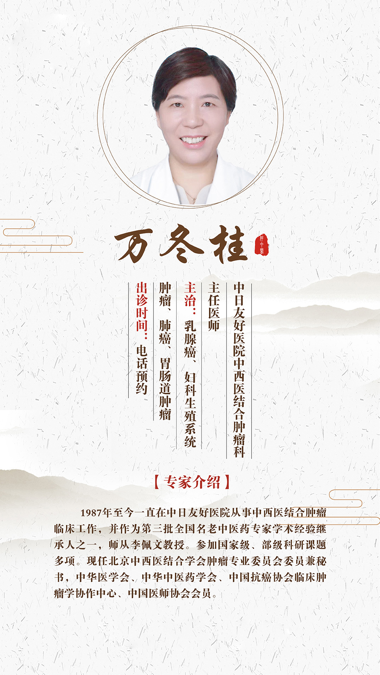 万冬桂
中日友好医院中西医结合肿瘤科
主任医师
主治：乳腺癌、妇科生殖系统
肿瘤、肺癌、胃肠道肿瘤
出诊时间：电话预约
【专家介绍】
1987年至今一直在中日友好医院从事中西医结合肿瘤
临床工作，并作为第三批全国名老中医药专家学术经验继
承人之一，师从李佩文教授。参加国家级、部级科研课题
多项。现任北京中西医结合学会肿瘤专业委员会委员兼秘
书，中华医学会、中华中医药学会、中国抗癌协会临床肿
瘤学协作中心、中国医师协会会员。